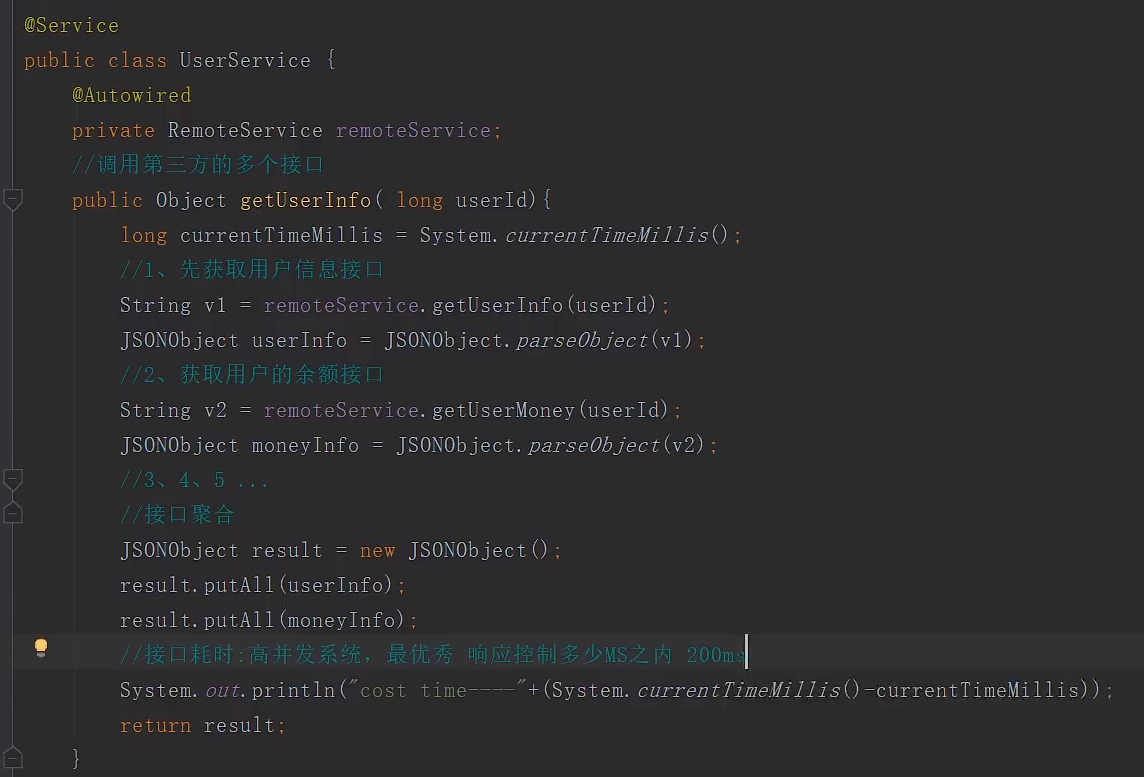 @Service
public class UserService {
@Autowired
private RemoteService remoteService;
//调用第三方的多个接口
public Object getUserInfo( long userId){
long currentTimeMillis = System.currentTimeMillis();
//1、先获取用户信息接口
String v1 = remoteService.getUserInfo(userId);
JSONObject userInfo = JSONObject.parseObject(v1);
//2、获取用户的余额接口
String v2 = remoteService.getUserMoney(userId);
JSONObject moneyInfo = JSONObject.parseObject(v2);
//3、4、5 ...
//接口聚合
JSONObject result = new JSONObject();
result.putAll(userInfo);
result.putAll(moneyInfo);
//接口耗时:高并发系统，最优秀 响应控制多少MS之内 200ms
System.out.println("cost time----"+(System.currentTimeMillis()-currentTimeMillis));
return result;
}